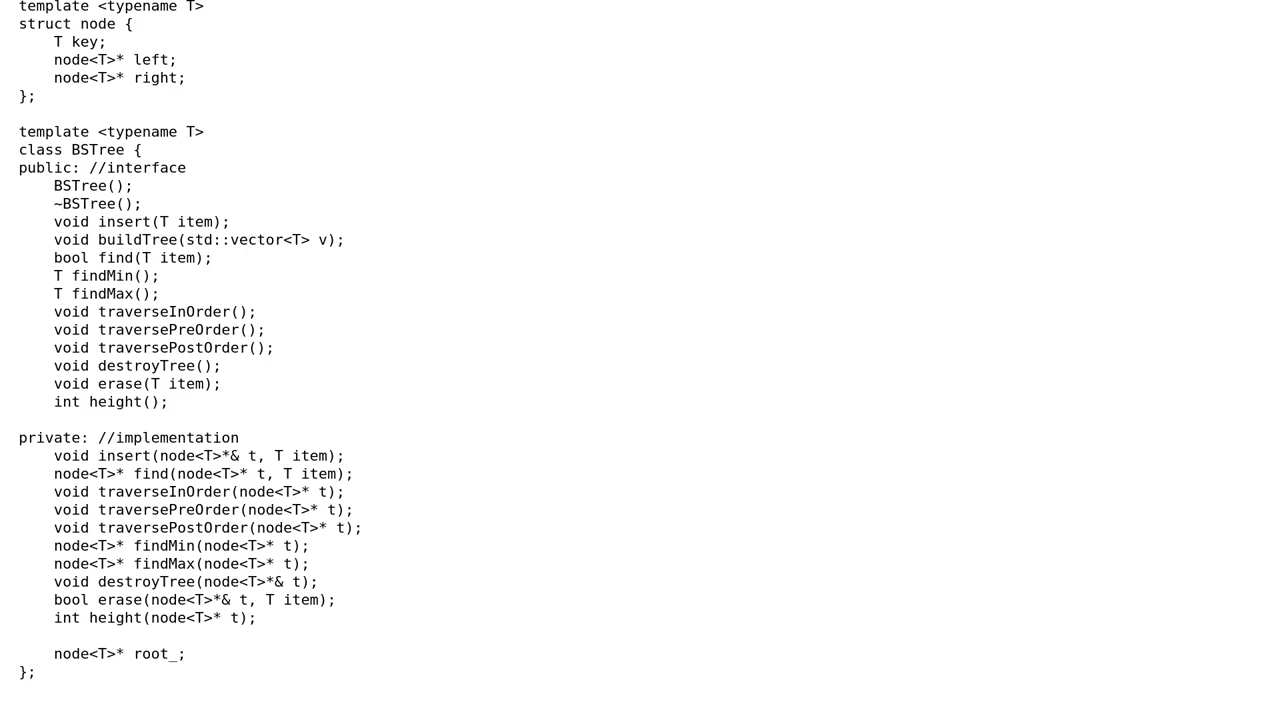 template <typename T>
struct node {
    T key;
    node<T>* left;
    node<T>* right;
};

template <typename T>
class BSTree {
public: //interface
    BSTree();
    ~BSTree();
    void insert(T item);
    void buildTree(std::vector<T> v);
    bool find(T item);
    T findMin();
    T findMax();
    void traverseInOrder();
    void traversePreOrder();
    void traversePostOrder();
    void destroyTree();
    void erase(T item);
    int height();

private: //implementation
    void insert(node<T>*& t, T item);
    node<T>* find(node<T>* t, T item);
    void traverseInOrder(node<T>* t);
    void traversePreOrder(node<T>* t);
    void traversePostOrder(node<T>* t);
    node<T>* findMin(node<T>* t);
    node<T>* findMax(node<T>* t);
    void destroyTree(node<T>*& t);
    bool erase(node<T>*& t, T item);
    int height(node<T>* t);

    node<T>* root_;
};